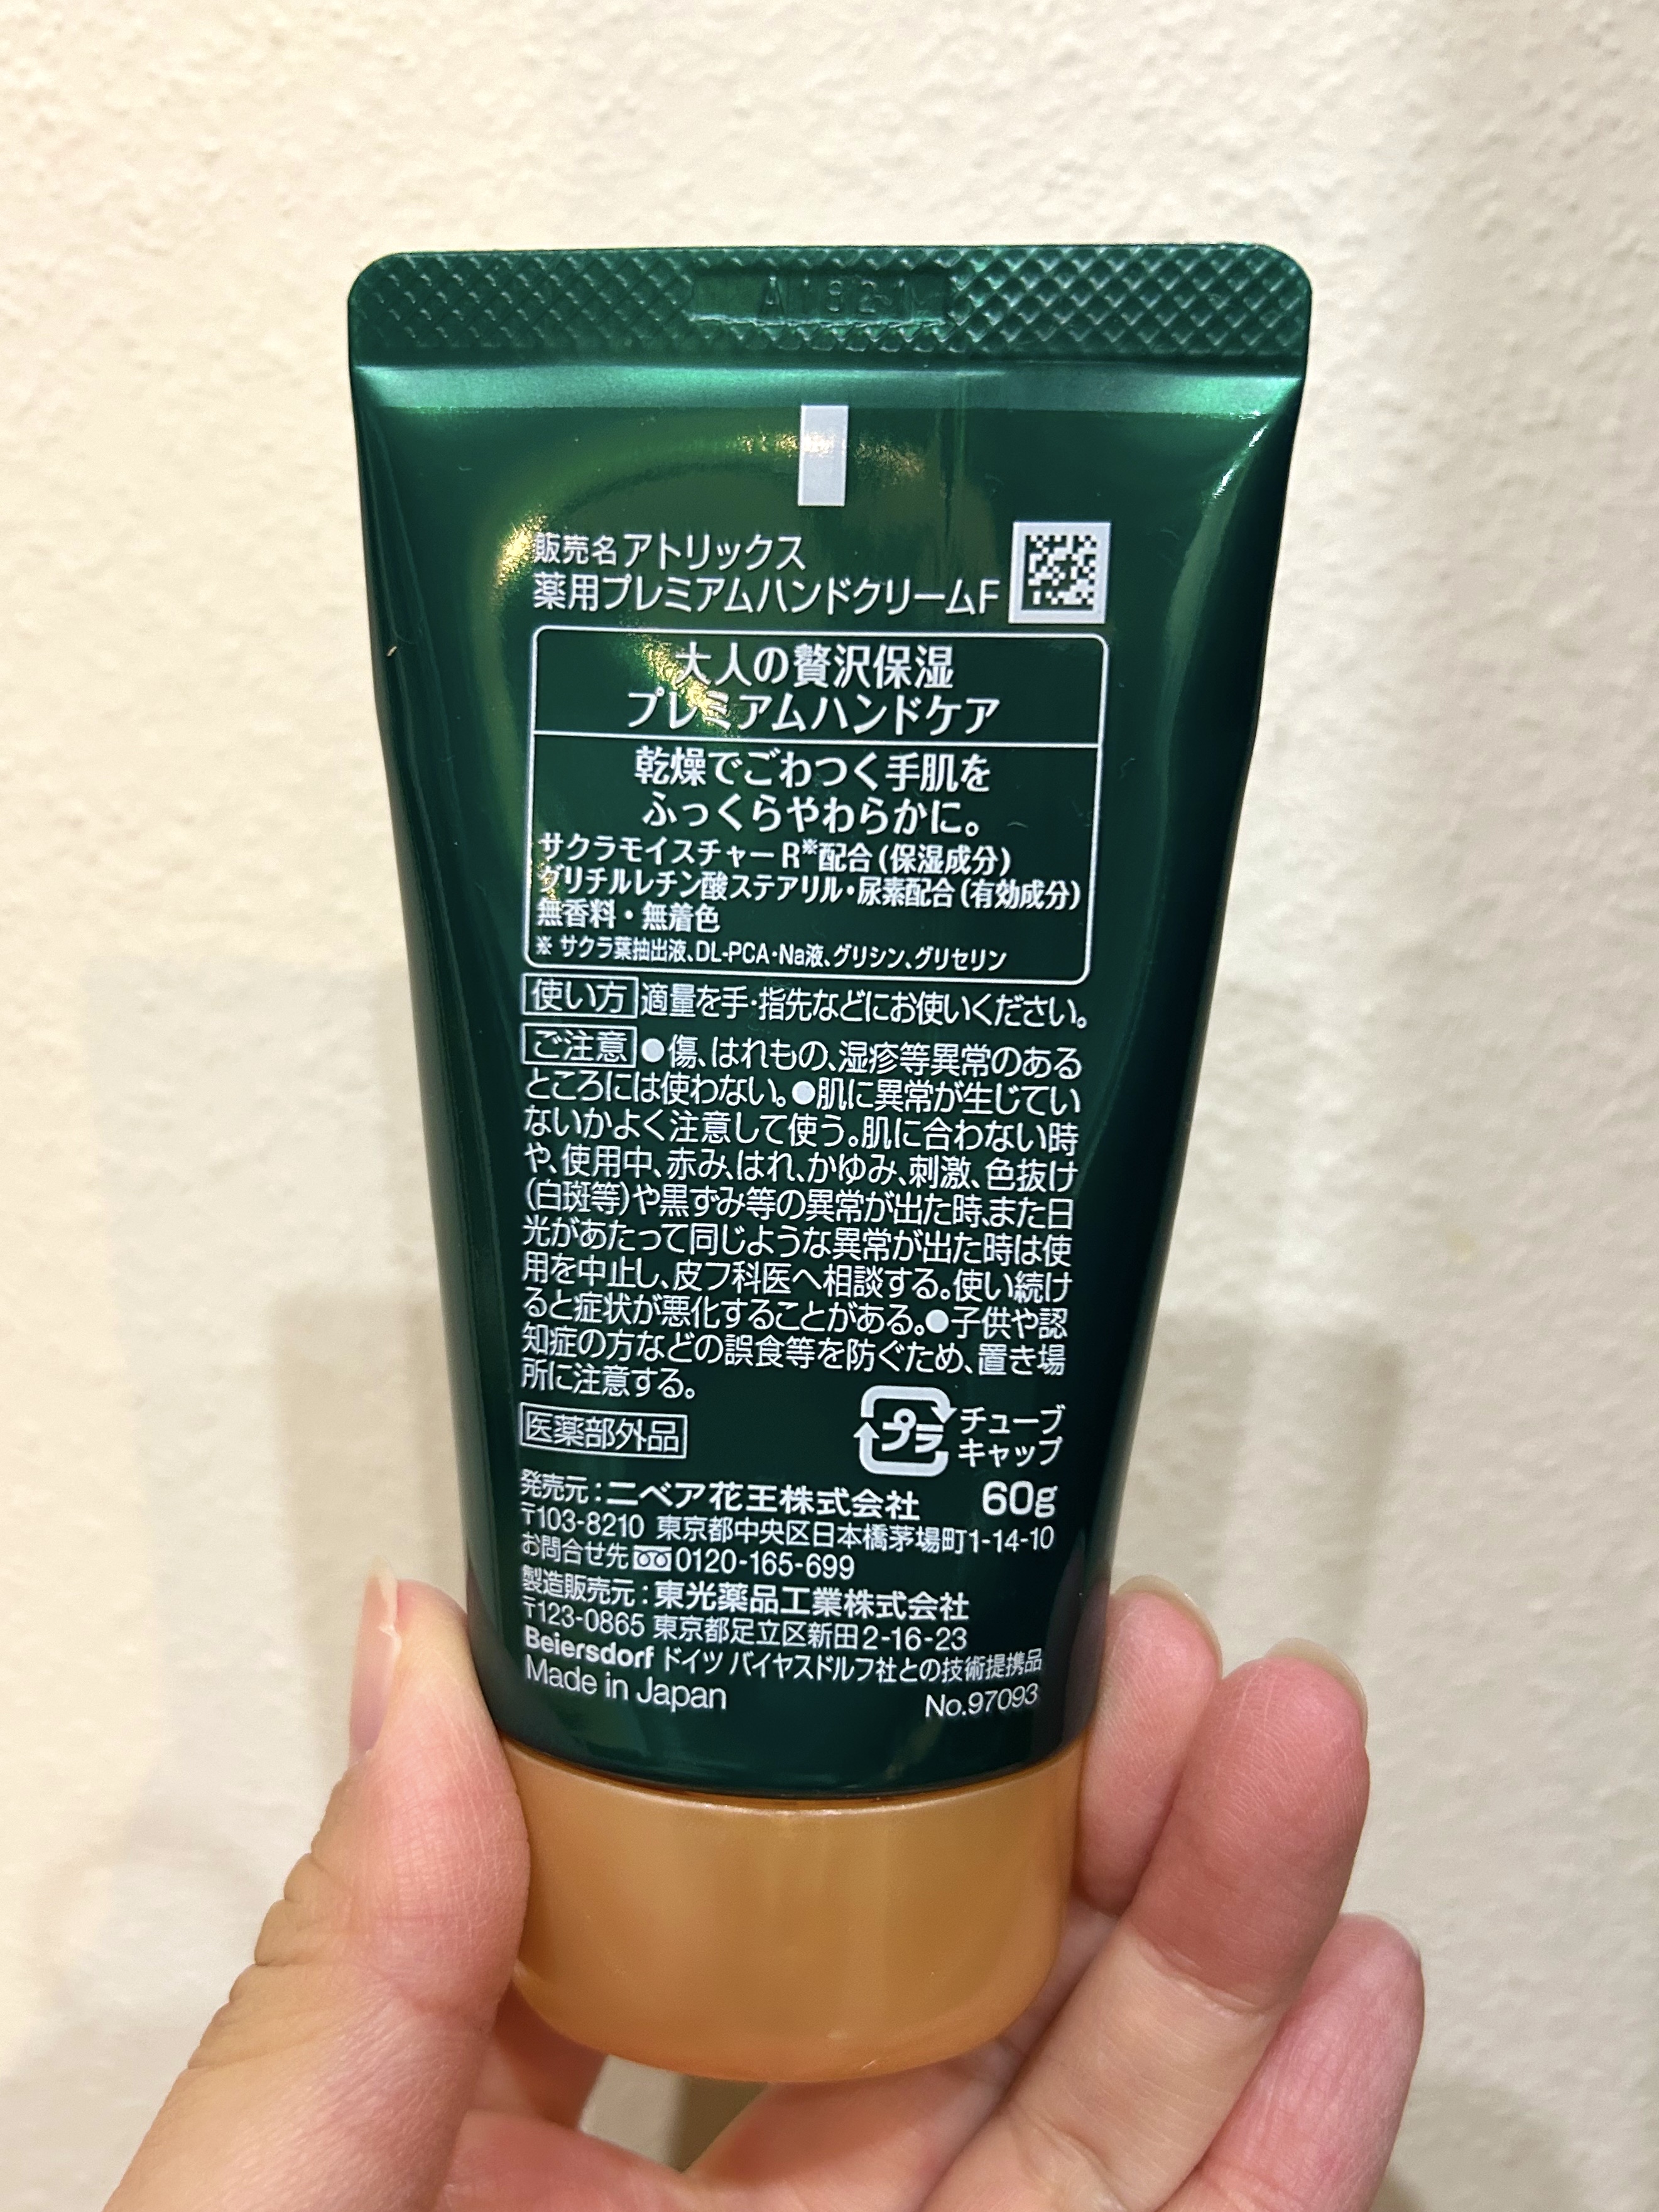 販売名アトリックス
薬用プレミアムハンドクリームF
大人の贅沢保湿
プレミアムハンドケア
乾燥でごわつく手肌を
ふっくらやわらかに。
サクラモイスチャーR※配合(保湿成分)
グリチルレチン酸ステアリル・尿素配合(有効成分)
無香料・無着色
※ サクラ葉抽出液、DL-PCA・Na液、グリシン、グリセリン
使い方 適量を手・指先などにお使いください。
ご注意 ●傷、はれもの、湿疹等異常のある
ところには使わない。●肌に異常が生じてい
ないかよく注意して使う。肌に合わない時
や、使用中、赤み、はれ、かゆみ、刺激、色抜け
(白斑等)や黒ずみ等の異常が出た時、また日
光があたって同じような異常が出た時は使
用を中止し、皮フ科医へ相談する。使い続け
ると症状が悪化することがある。●子供や認
知症の方などの誤食等を防ぐため、置き場
所に注意する。
医薬部外品
プラ
チューブ
キャップ
発売元：ニベア花王株式会社 60g
〒103-8210 東京都中央区日本橋茅場町1-14-10
お問合せ先 0120-165-699
製造販売元：東光薬品工業株式会社
〒123-0865 東京都足立区新田2-16-23
Beiersdorf ドイツ バイヤスドルフ社との技術提携品
Made in Japan No.97093